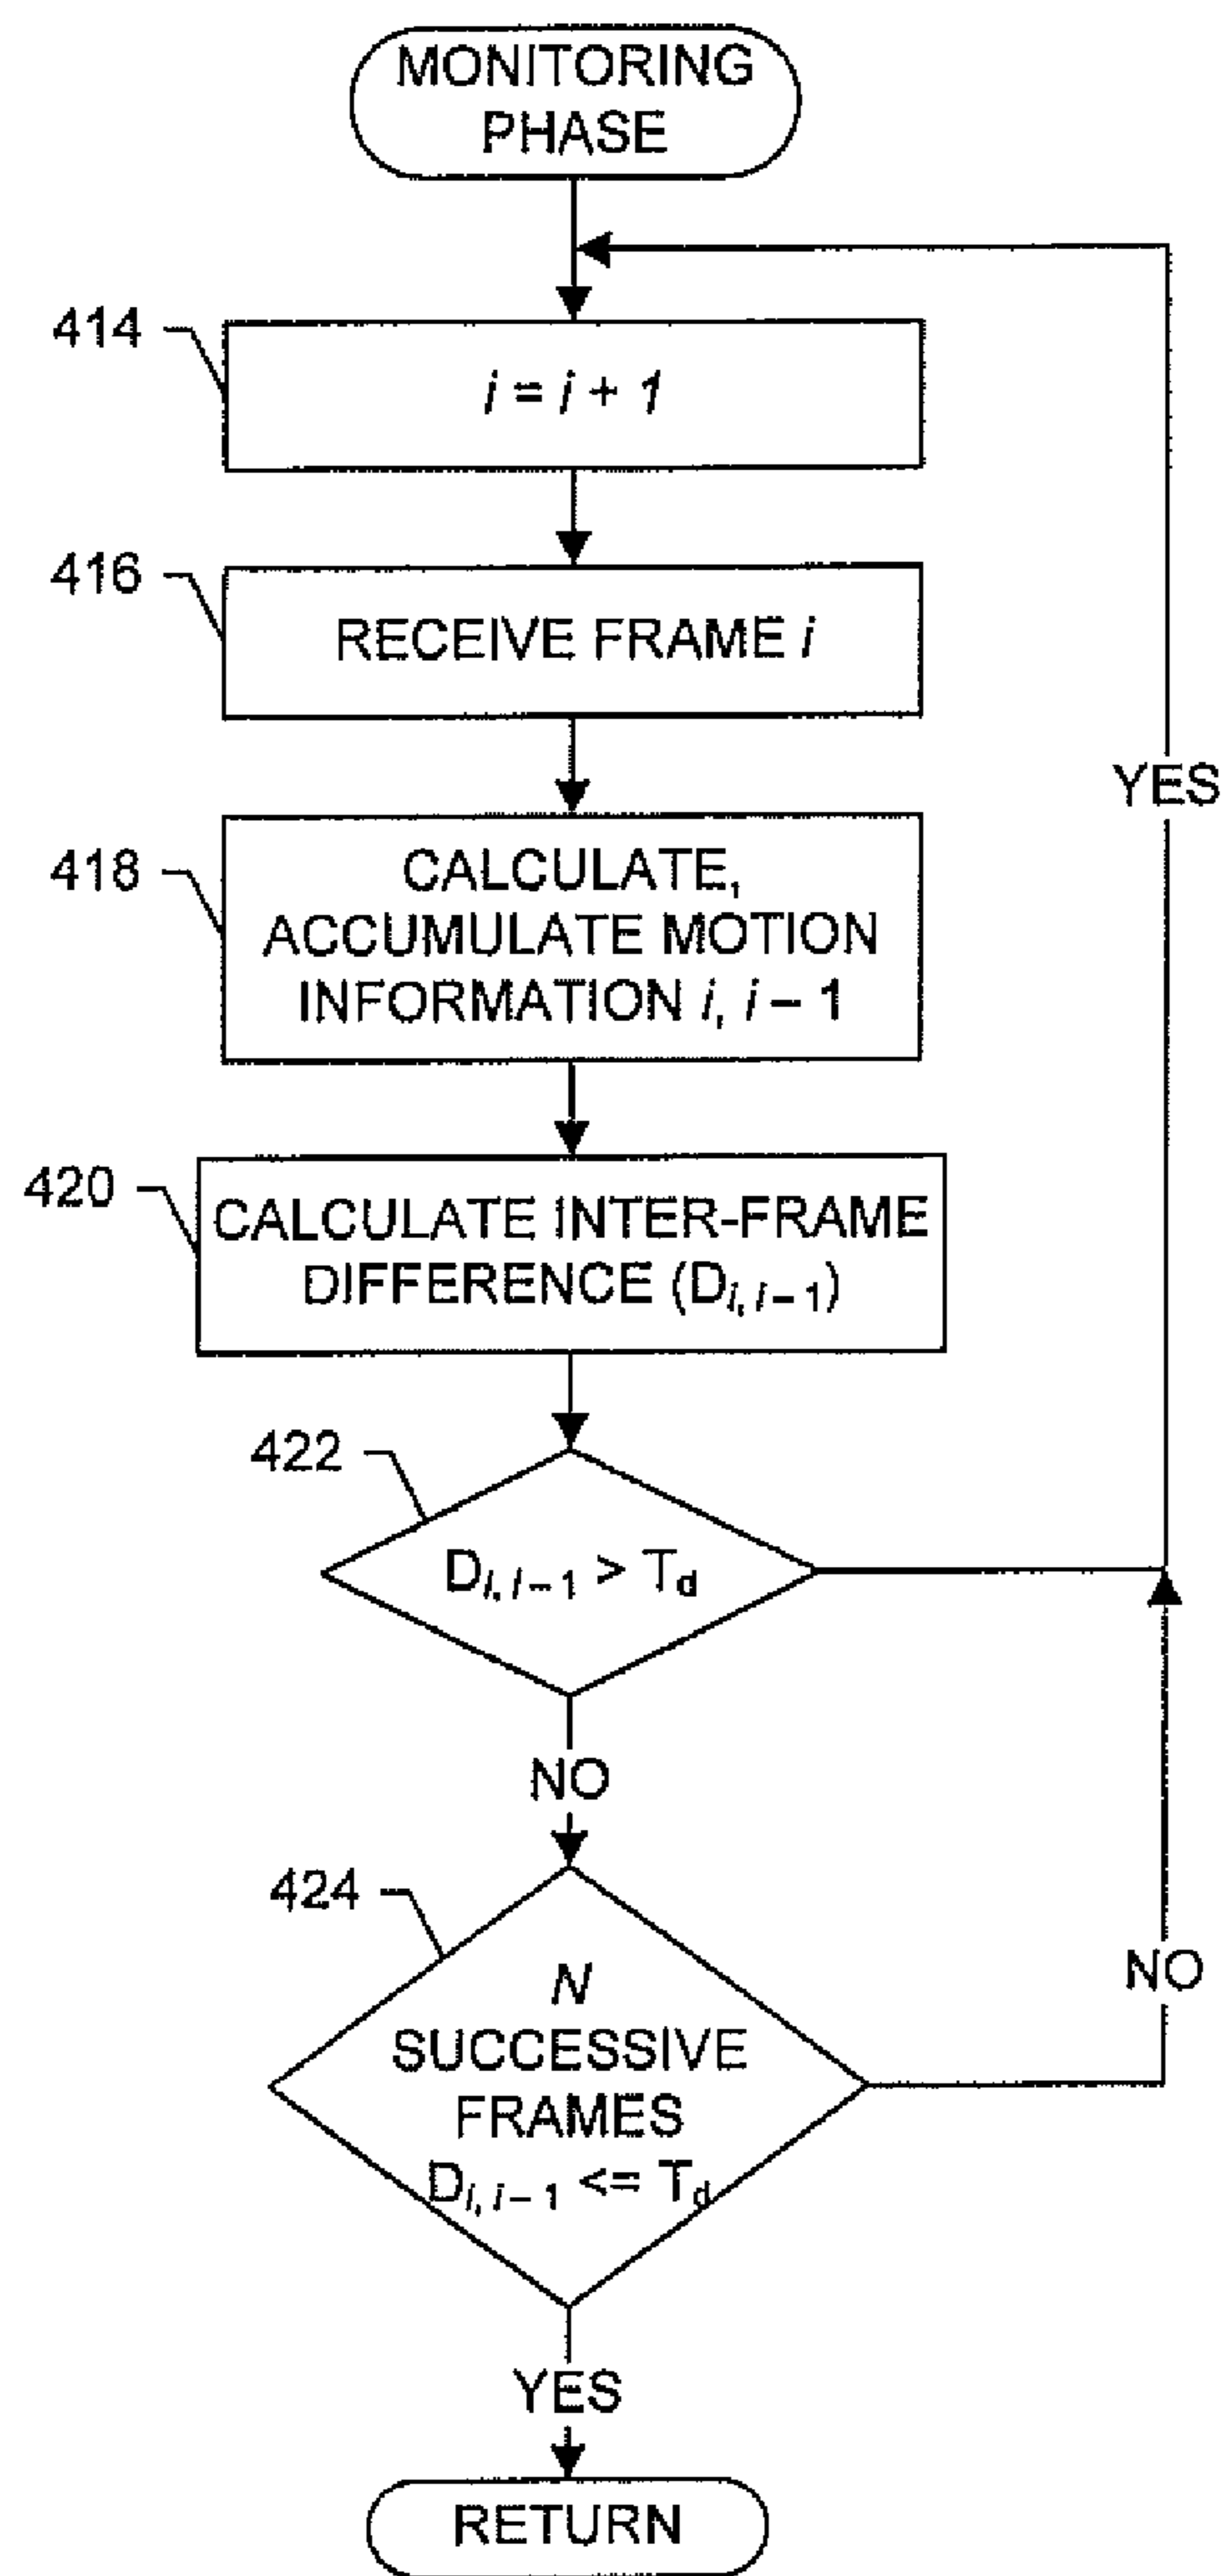 MONITORING
PHASE
414
i = i + 1
416
RECEIVE FRAME i
418
CALCULATE,
ACCUMULATE MOTION
INFORMATION i, i – 1
420
CALCULATE INTER-FRAME
DIFFERENCE (Di, i – 1)
422
Di, i – 1 > Td
YES
NO
424
N
SUCCESSIVE
FRAMES
Di, i – 1 <= Td
NO
YES
RETURN